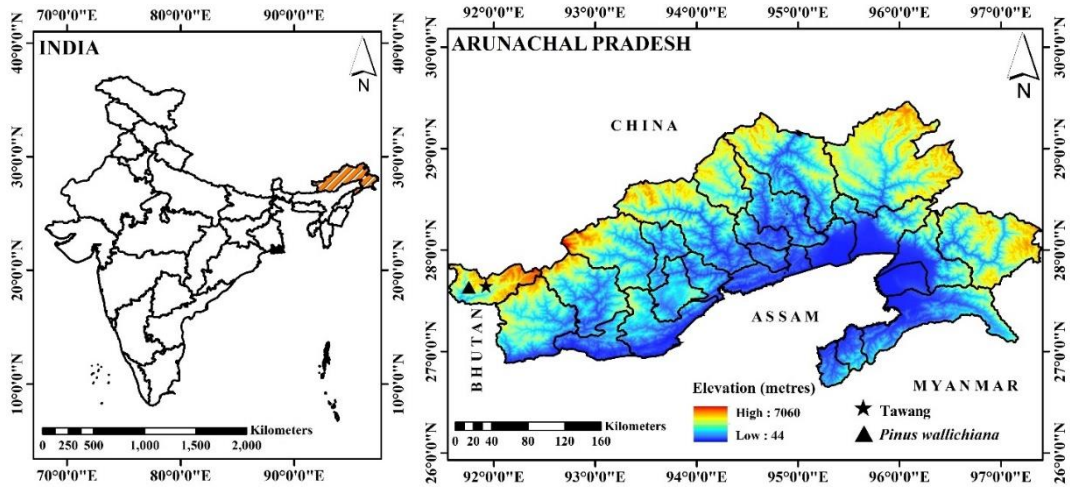 INDIA
N
70°0'0"E 80°0'0"E 90°0'0"E
40°0'0"N
30°0'0"N
20°0'0"N
10°0'0"N
40°0'0"N
30°0'0"N
20°0'0"N
10°0'0"N
Kilometers
0 250 500 1,000 1,500 2,000
70°0'0"E 80°0'0"E 90°0'0"E
92°0'0"E 93°0'0"E 94°0'0"E 95°0'0"E 96°0'0"E 97°0'0"E
ARUNACHAL PRADESH
N
CHINA
BHUTAN
ASSAM
MYANMAR
30°0'0"N
29°0'0"N
28°0'0"N
27°0'0"N
26°0'0"N
30°0'0"N
29°0'0"N
28°0'0"N
27°0'0"N
26°0'0"N
Elevation (metres)
High : 7060
Low : 44
Tawang
Pinus wallichiana
Kilometers
0 20 40 80 120 160
92°0'0"E 93°0'0"E 94°0'0"E 95°0'0"E 96°0'0"E 97°0'0"E